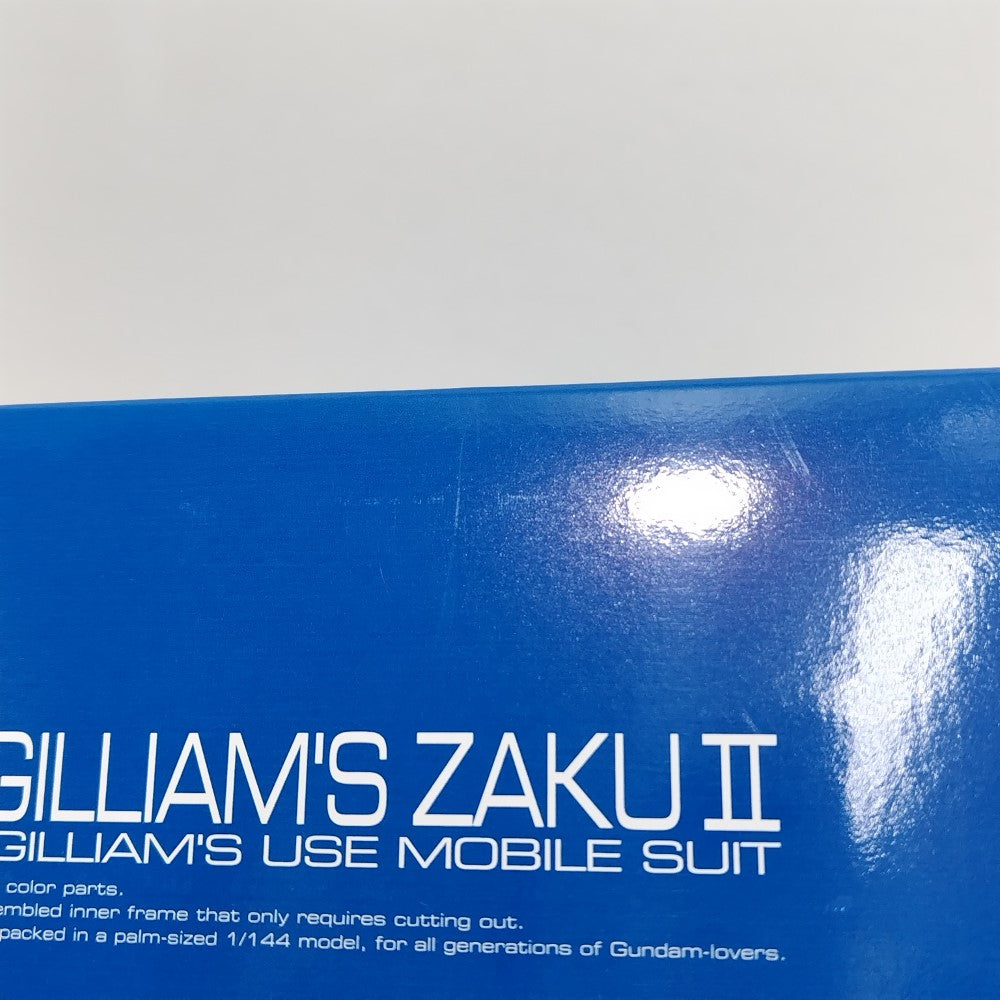 GILLIAM'S ZAKU II
GILLIAM'S USE MOBILE SUIT
color parts.
inner frame that only requires cutting out.
packed in a palm-sized 1/144 model, for all generations of Gundam-lovers.